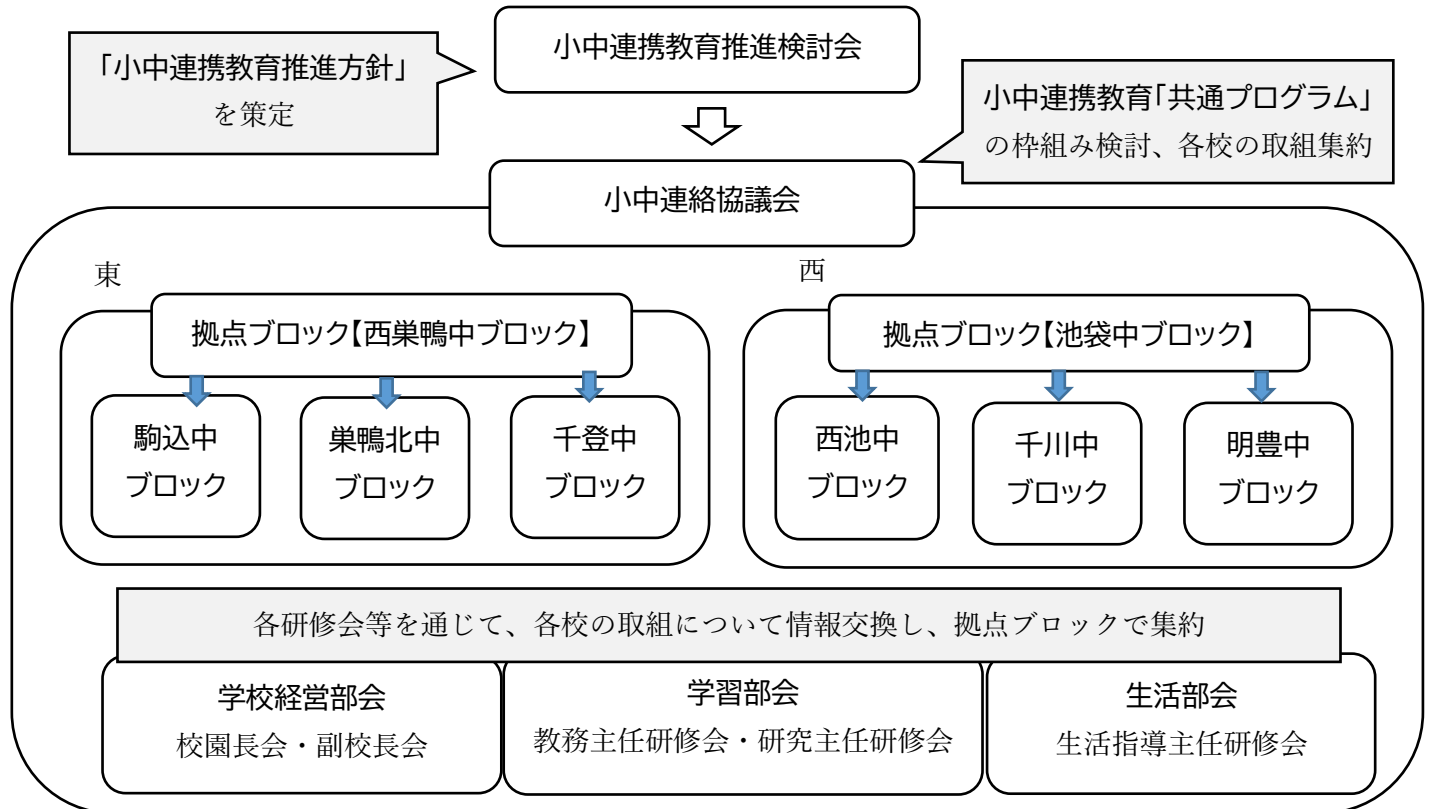 小中連携教育推進検討会
「小中連携教育推進方針」
を策定
小中連携教育「共通プログラム」
の枠組み検討、各校の取組集約
小中連絡協議会
東
拠点ブロック【西巣鴨中ブロック】
駒込中
ブロック
巣鴨北中
ブロック
千登中
ブロック
西
拠点ブロック【池袋中ブロック】
西池中
ブロック
千川中
ブロック
明豊中
ブロック
各研修会等を通じて、各校の取組について情報交換し、拠点ブロックで集約
学校経営部会
校園長会・副校長会
学習部会
教務主任研修会・研究主任研修会
生活部会
生活指導主任研修会